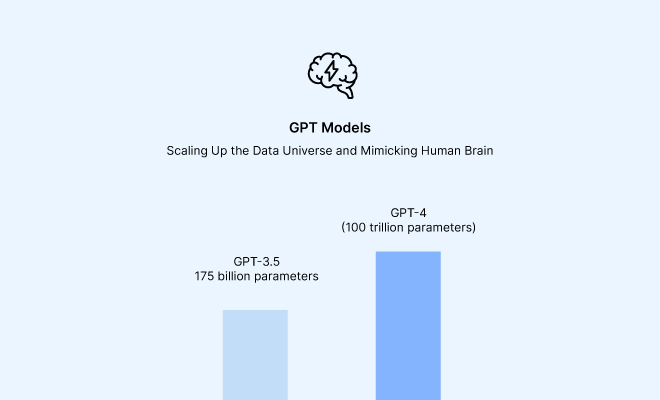 GPT Models
Scaling Up the Data Universe and Mimicking Human Brain
GPT-4
(100 trillion parameters)
GPT-3.5
175 billion parameters